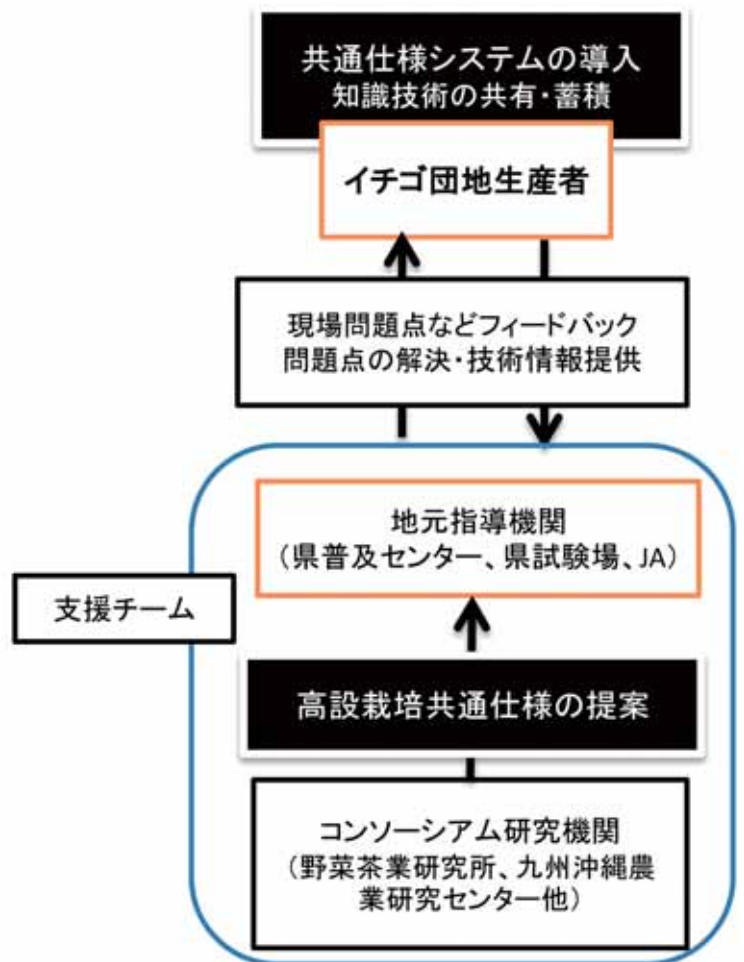 共通仕様システムの導入
知識技術の共有・蓄積
イチゴ団地生産者
現場問題点などフィードバック
問題点の解決・技術情報提供
地元指導機関
（県普及センター、県試験場、JA）
支援チーム
高設栽培共通仕様の提案
コンソーシアム研究機関
（野菜茶業研究所、九州沖縄農
業研究センター他）